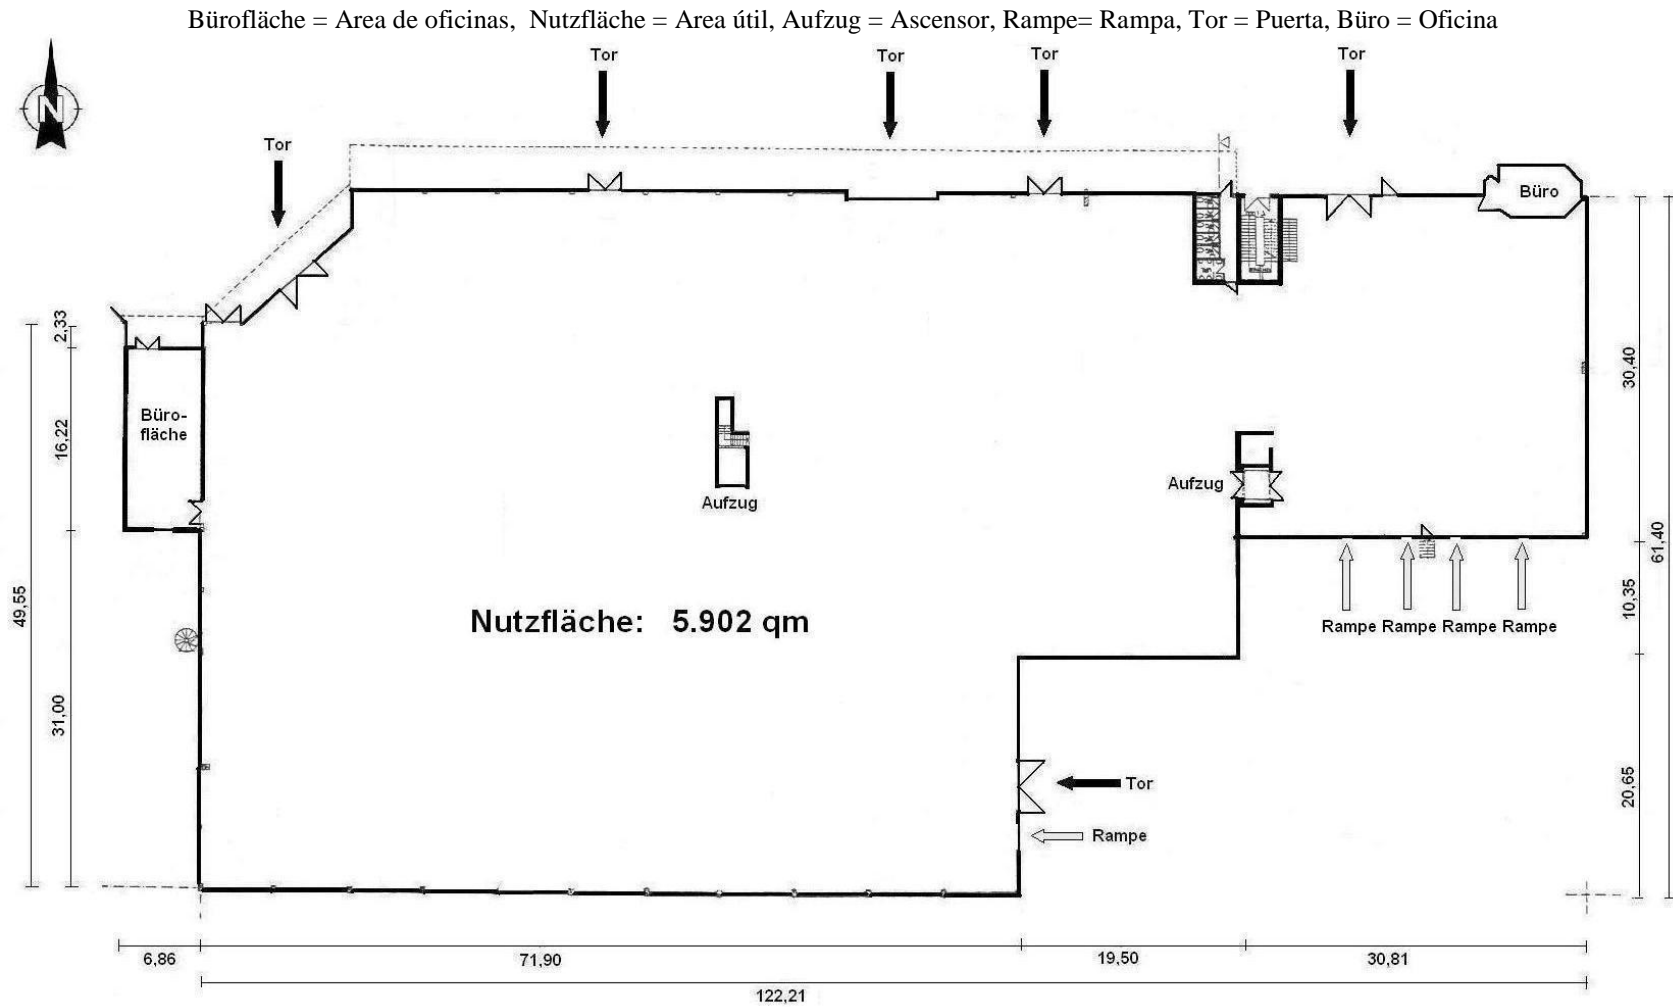 Bürofläche = Area de oficinas,  Nutzfläche = Area útil, Aufzug = Ascensor, Rampe= Rampa, Tor = Puerta, Büro = Oficina
Tor
Tor
Tor
Tor
N
Tor
Büro
2,33
30,40
Büro-
fläche
16,22
Aufzug
Aufzug
61,40
49,55
10,35
Nutzfläche: 5.902 qm
Rampe Rampe Rampe Rampe
31,00
Tor
20,65
Rampe
6,86
71,90
19,50
30,81
122,21